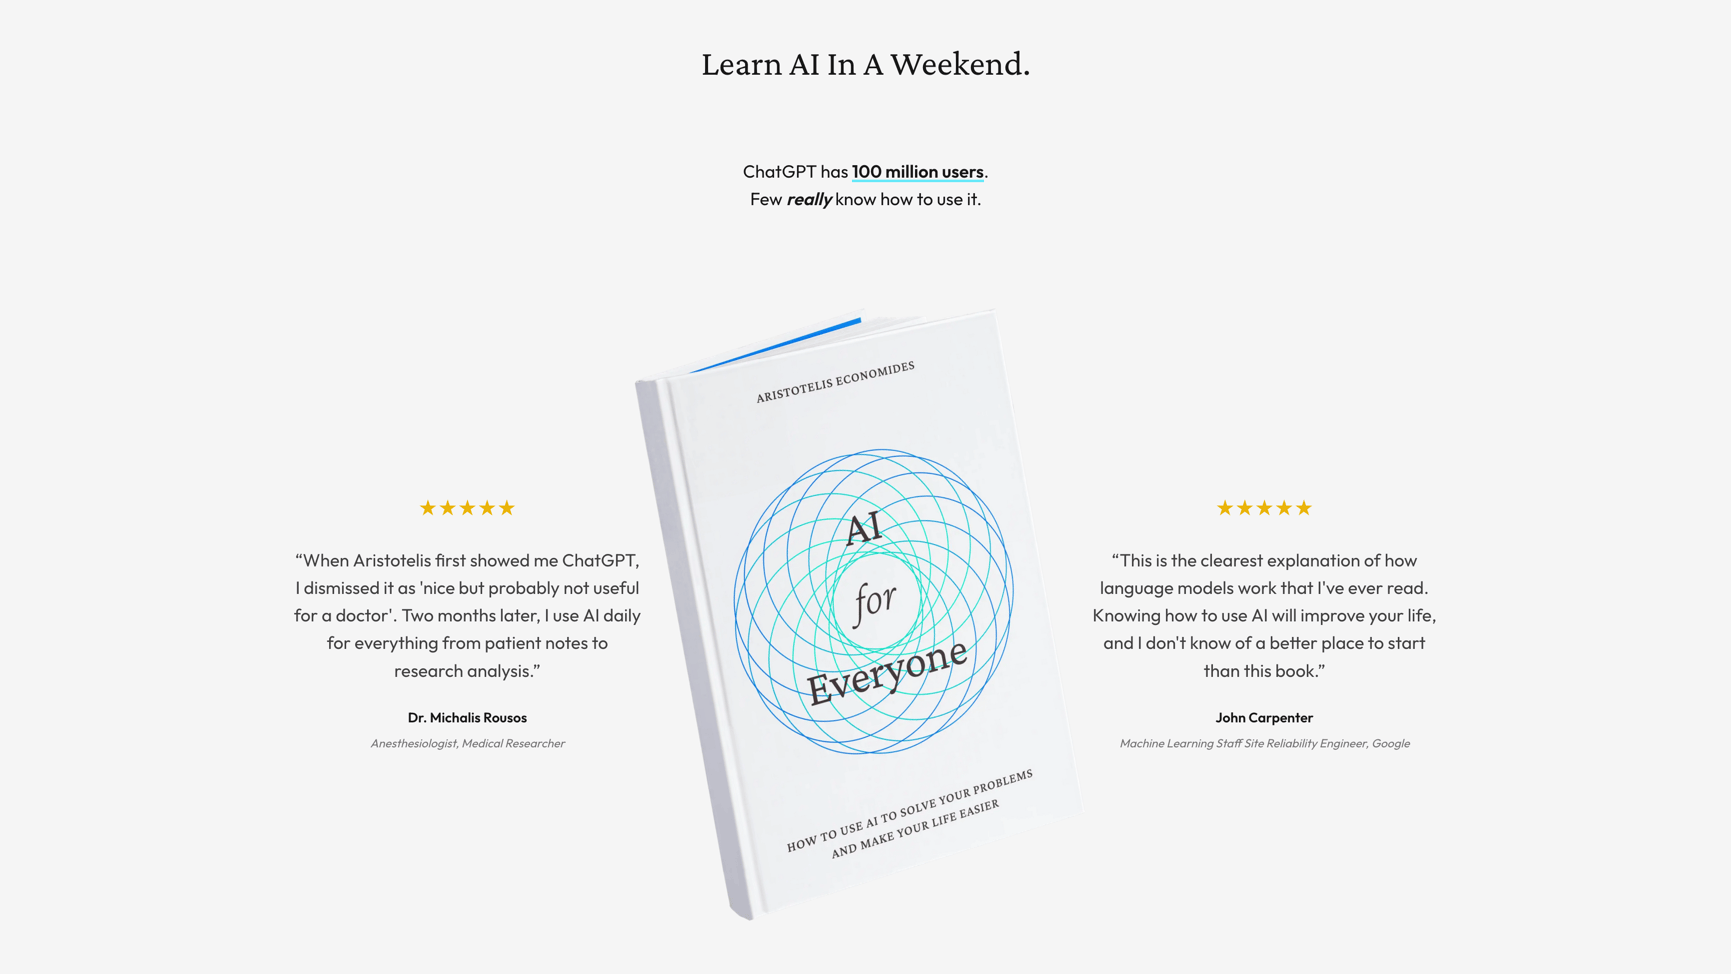 Learn AI In A Weekend.
ChatGPT has 100 million users.
Few really know how to use it.
ARISTOTELIS ECONOMIDES
AI
for
Everyone
HOW TO USE AI TO SOLVE YOUR PROBLEMS
AND MAKE YOUR LIFE EASIER
★★★★★
“When Aristotelis first showed me ChatGPT,
I dismissed it as 'nice but probably not useful
for a doctor'. Two months later, I use AI daily
for everything from patient notes to
research analysis.”
Dr. Michalis Rousos
Anesthesiologist, Medical Researcher
★★★★★
“This is the clearest explanation of how
language models work that I've ever read.
Knowing how to use AI will improve your life,
and I don't know of a better place to start
than this book.”
John Carpenter
Machine Learning Staff Site Reliability Engineer, Google